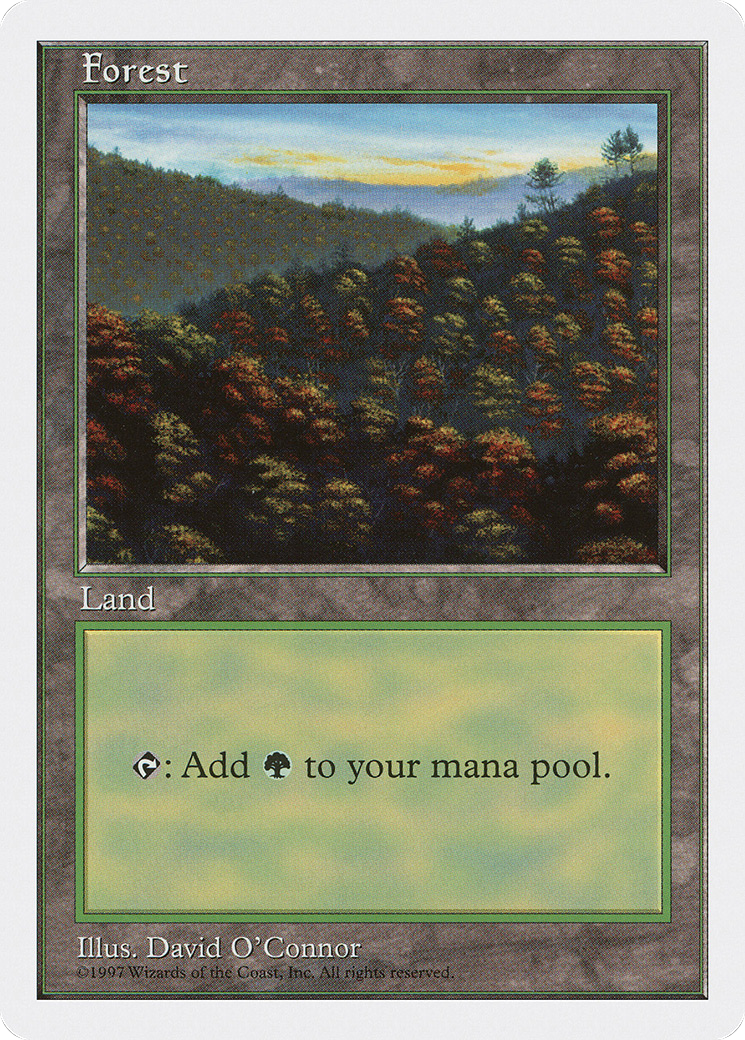 Forest
Land
: Add to your mana pool.
Illus. David O'Connor
©1997 Wizards of the Coast, Inc. All rights reserved.